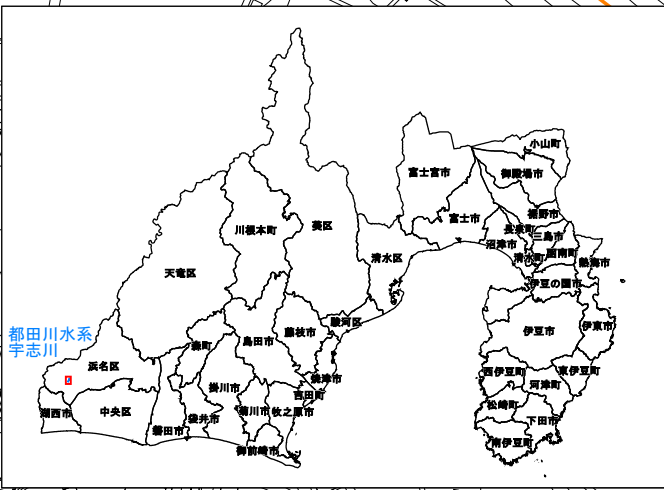 小山町
富士宮市
御殿場市
裾野市
富士市
長泉町
三島市
葵区
川根本町
沼津市
清水町
函南町
熱海市
清水区
天竜区
伊豆の国市
駿河区
伊豆市
伊東市
都田川水系
宇志川
藤枝市
島田市
森町
浜名区
西伊豆町
東伊豆町
焼津市
河津町
掛川市
吉田町
松崎町
湖西市
中央区
菊川市
牧之原市
袋井市
下田市
磐田市
南伊豆町
御前崎市